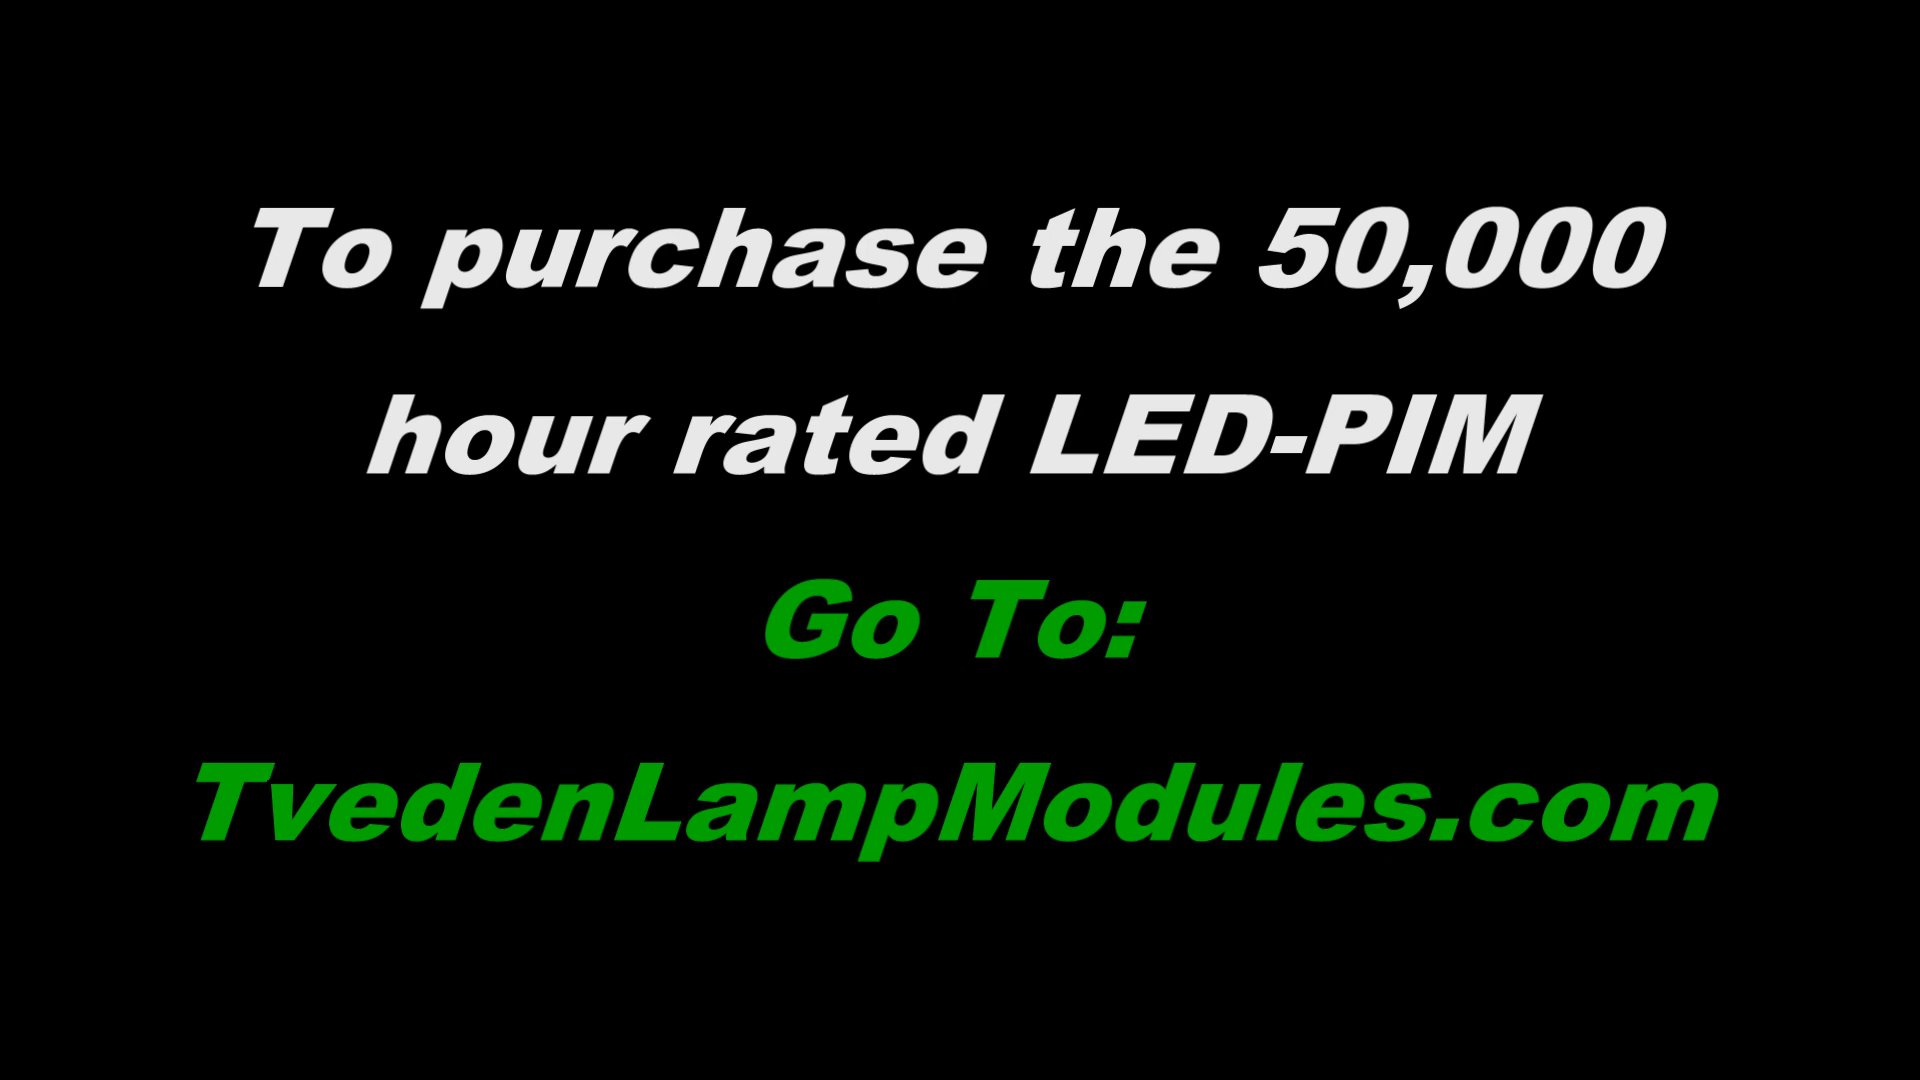 To purchase the 50,000
hour rated LED-PIM
Go To:
TvedenLampModules.com